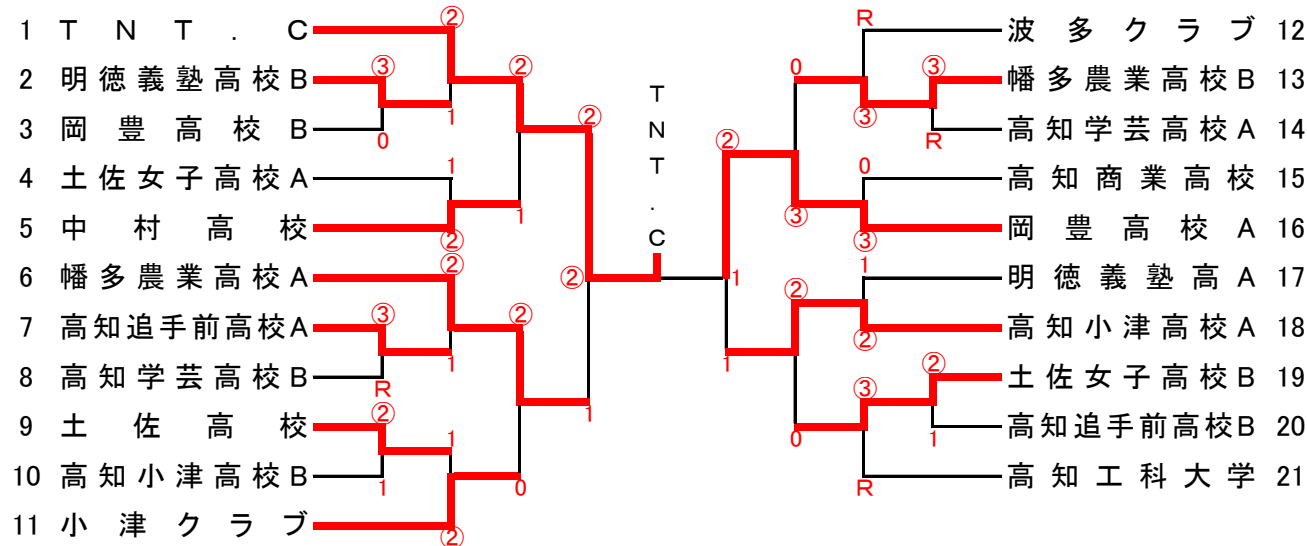 1 TNT.C
2 明徳義塾高校B
3 岡豊高校B
4 土佐女子高校A
5 中村高校
6 幡多農業高校A
7 高知追手前高校A
8 高知学芸高校B
9 土佐高校
10 高知小津高校B
11 小津クラブ
② ③ 0 1 ② 1 ② 1
② ③ R 1 ② 1 1 ② 0
② 1 ②
TNT.C
② 1 1
0 ③ R ③ ③ R 0 ③
② 0 1 ② ③ R ② 1
波多クラブ 12
幡多農業高校B 13
高知学芸高校A 14
高知商業高校 15
岡豊高校A 16
明徳義塾高A 17
高知小津高校A 18
土佐女子高校B 19
高知追手前高校B 20
高知工科大学 21